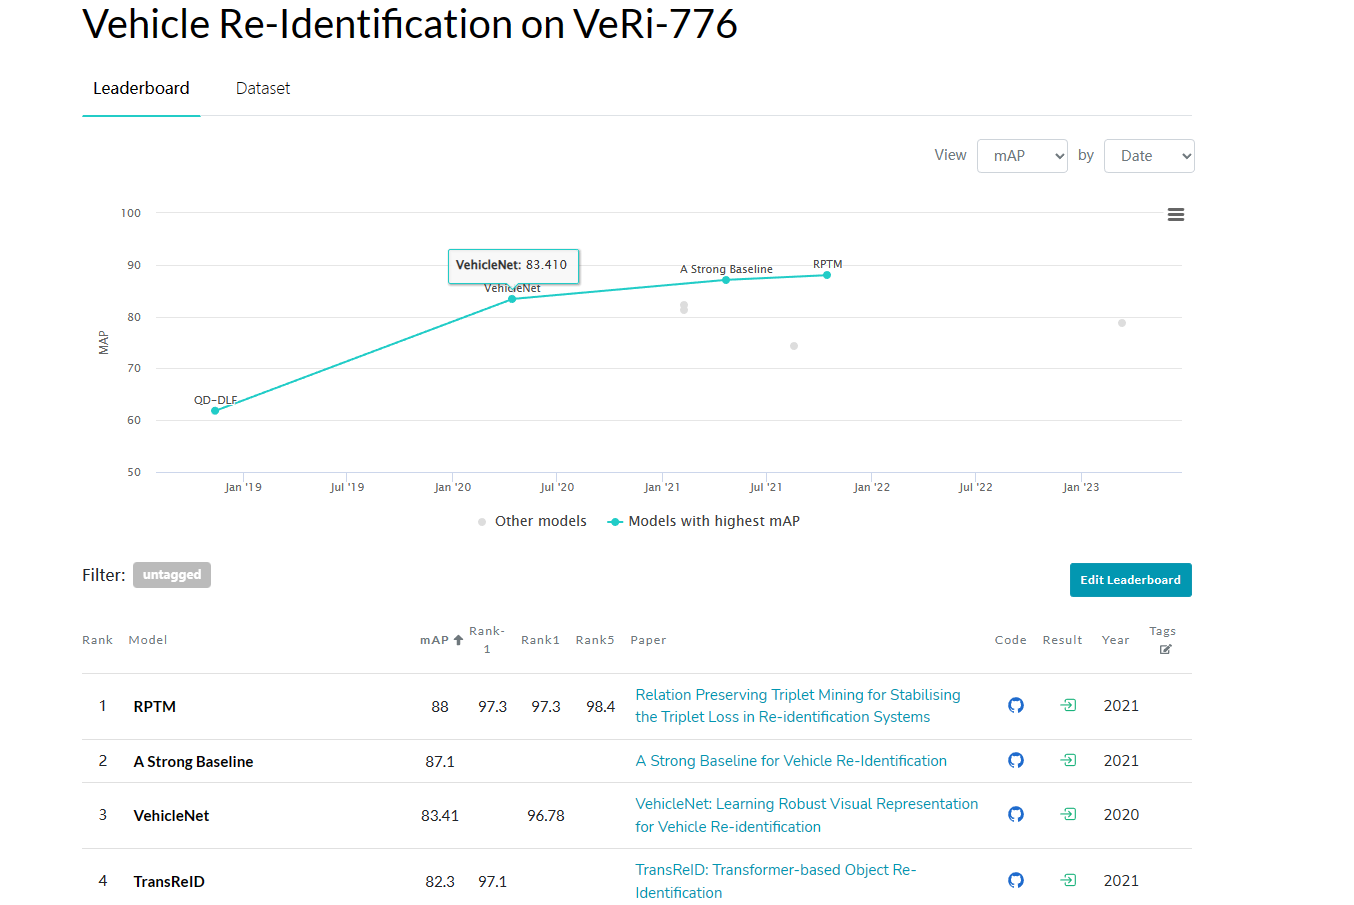 Vehicle Re-Identification on VeRi-776
Leaderboard Dataset
View mAP by Date
100
90
80
70
60
50
MAP
VehicleNet: 83.410
QD-DLF
VehicleNet
A Strong Baseline
RPTM
Jan '19 Jul '19 Jan '20 Jul '20 Jan '21 Jul '21 Jan '22 Jul '22 Jan '23
Other models Models with highest mAP
Filter: untagged
Edit Leaderboard
Rank Model mAP Rank-1 Rank1 Rank5 Paper Code Result Year Tags
1 RPTM 88 97.3 97.3 98.4 Relation Preserving Triplet Mining for Stabilising
the Triplet Loss in Re-identification Systems 2021
2 A Strong Baseline 87.1 A Strong Baseline for Vehicle Re-Identification 2021
3 VehicleNet 83.41 96.78 VehicleNet: Learning Robust Visual Representation
for Vehicle Re-identification 2020
4 TransReID 82.3 97.1 TransReID: Transformer-based Object Re-
Identification 2021